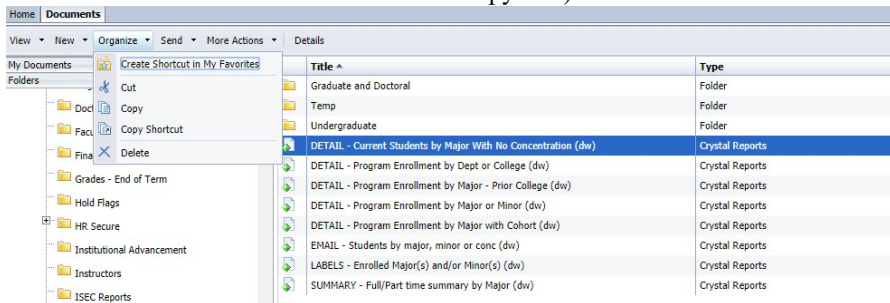 Home Documents
View New Organize Send More Actions Details
My Documents
Folders
Create Shortcut in My Favorites
Cut
Copy
Copy Shortcut
Delete
Grades - End of Term
Hold Flags
HR Secure
Institutional Advancement
Instructors
ISEC Reports
Title Type
Graduate and Doctoral Folder
Temp Folder
Undergraduate Folder
DETAIL - Current Students by Major With No Concentration (dw) Crystal Reports
DETAIL - Program Enrollment by Dept or College (dw) Crystal Reports
DETAIL - Program Enrollment by Major - Prior College (dw) Crystal Reports
DETAIL - Program Enrollment by Major or Minor (dw) Crystal Reports
DETAIL - Program Enrollment by Major with Cohort (dw) Crystal Reports
EMAIL - Students by major, minor or conc (dw) Crystal Reports
LABELS - Enrolled Major(s) and/or Minor(s) (dw) Crystal Reports
SUMMARY - Full/Part time summary by Major (dw) Crystal Reports